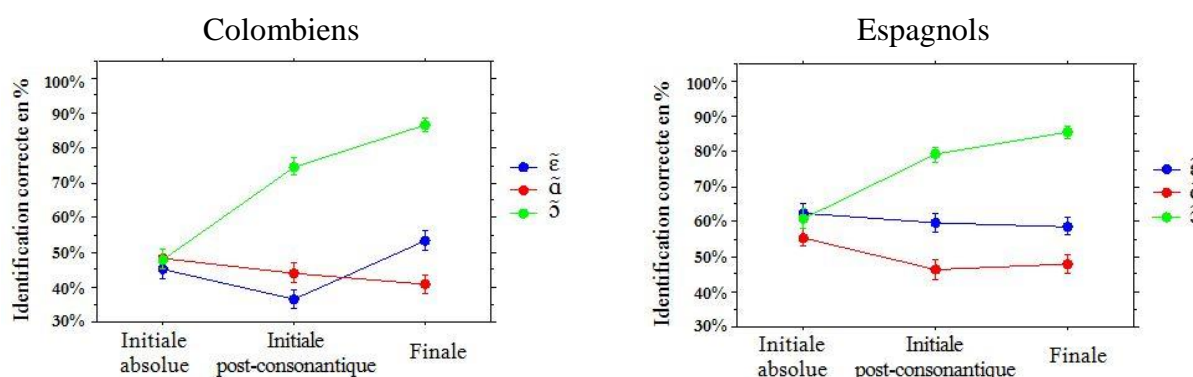 Colombiens
Identification correcte en %
100%
90%
80%
70%
60%
50%
40%
30%
Initiale
absolue
Initiale
post-consonantique
Finale
ɛ̃
ɑ̃
ɔ̃
Espagnols
Identification correcte en %
100%
90%
80%
70%
60%
50%
40%
30%
Initiale
absolue
Initiale
post-consonantique
Finale